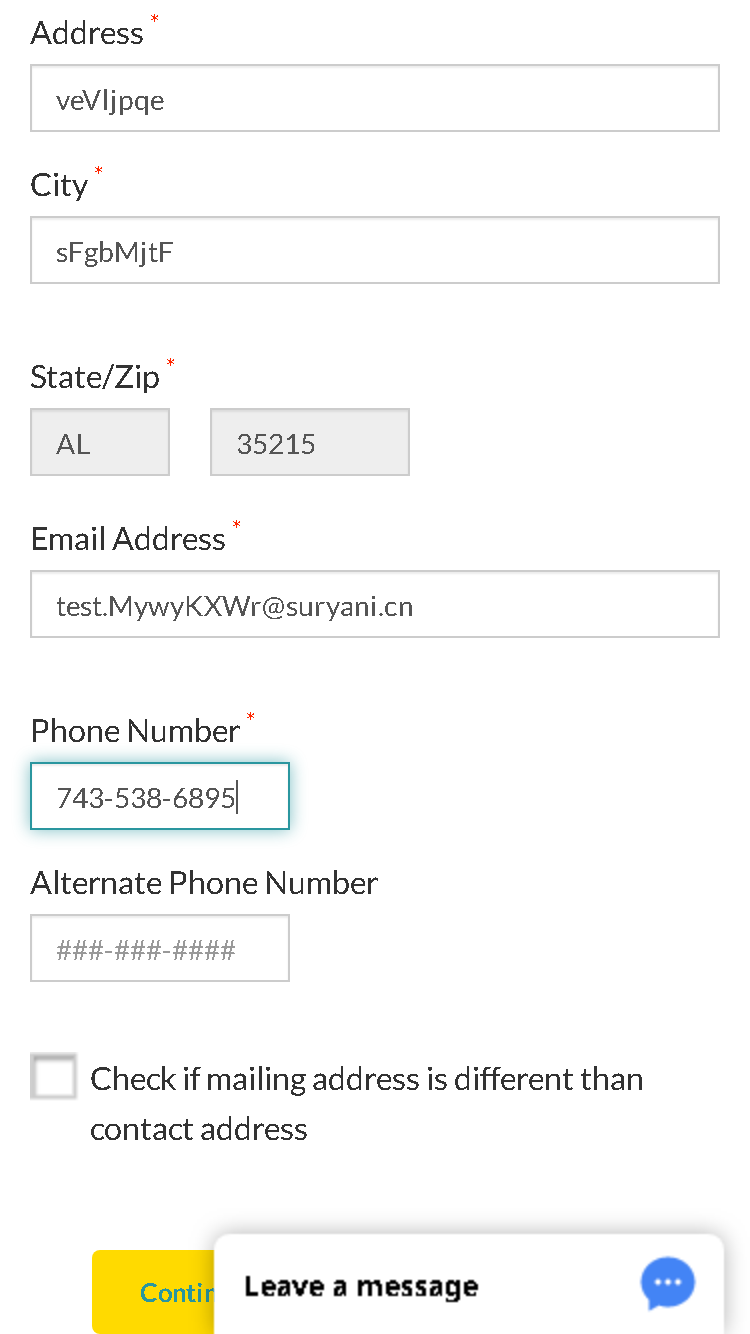 Address *
veVljpqe
City *
sFgbMjtF
State/Zip *
AL 35215
Email Address *
test.MywyKXWr@suryani.cn
Phone Number *
743-538-6895
Alternate Phone Number
###-###-####
Check if mailing address is different than
contact address
Leave a message